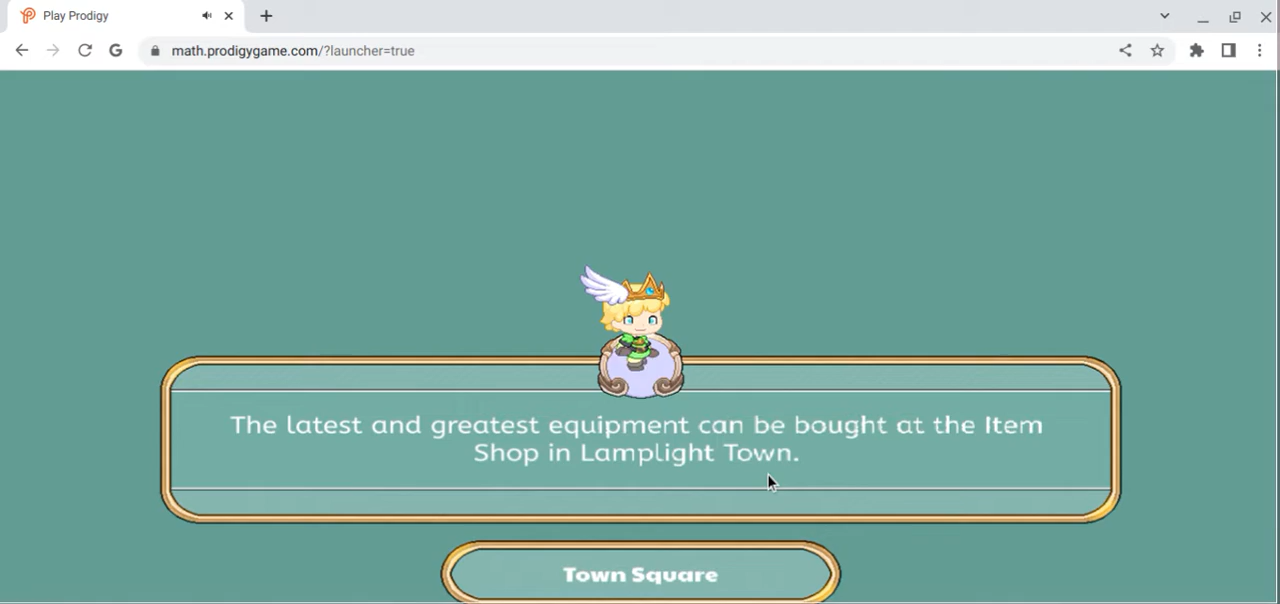 Play Prodigy
math.prodigygame.com/?launcher=true
The latest and greatest equipment can be bought at the Item
Shop in Lamplight Town.
Town Square